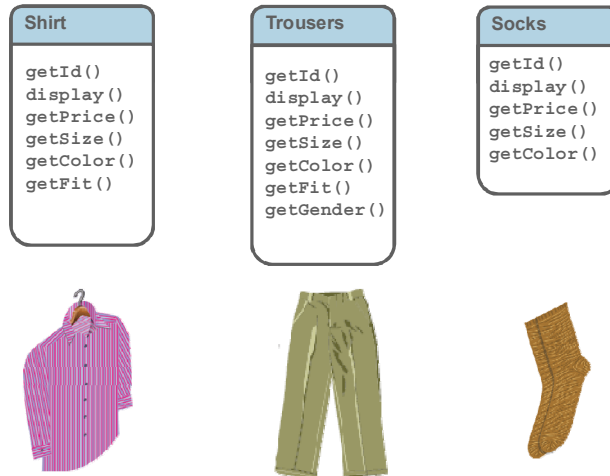 Shirt
getId()
display()
getPrice()
getSize()
getColor()
getFit()
Trousers
getId()
display()
getPrice()
getSize()
getColor()
getFit()
getGender()
Socks
getId()
display()
getPrice()
getSize()
getColor()